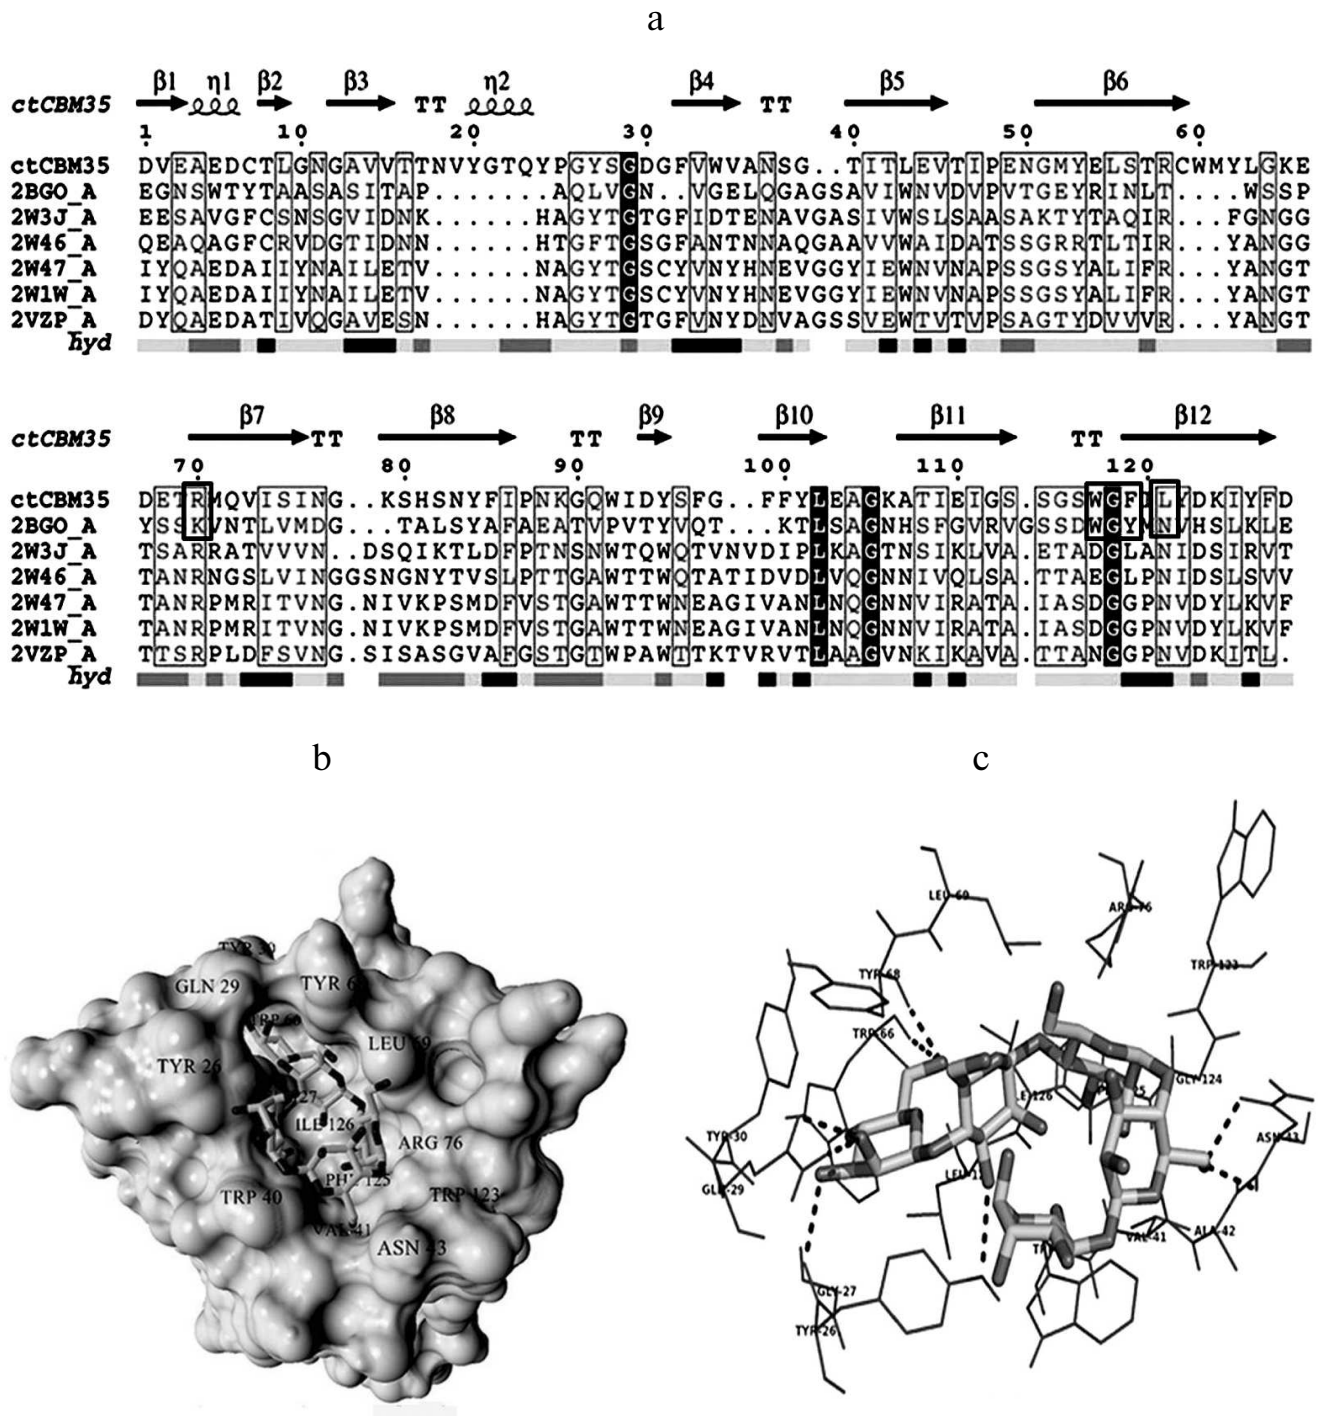 a
β1 η1 β2 β3 η2 β4 β5 β6
ctCBM35 TT TT
1 10 20 30 40 50 60
ctCBM35 DVEAEDCTLGNGAVVTTNVYGTQYPGYSGDGFVWVANSG..TITLEVTIPENGMYELSTRCWMYLGKE
2BGO_A EGNSWTYTAASASITAP.......AQLVGN..VGELQGAGSAVIWNVDVPVTGEYRINLT....WSSP
2W3J_A EESAVGFCSNSGVIDNK......HAGYTGTGFIDTENAVGASIVWSLSAASAKTYTAQIR...FGNGG
2W46_A QEAQAGFCRVDGTIDNN......HTGFTGSGFANTNNAQGAAVVWAIDATSSGRRTLTIR...YANGG
2W47_A IYQAEDAIIYNAILETV......NAGYTGSCYVNYHNEVGGYIEWNVNAPSSGSYALIFR...YANGT
2W1W_A IYQAEDAIIYNAILETV......NAGYTGSCYVNYHNEVGGYIEWNVNAPSSGSYALIFR...YANGT
2VZP_A DYQAEDATIVQGAVESN......HAGYTGTGFVNYDNVAGSSVEWTVTVPSAGTYDVVVR...YANGT
hyd
β7 β8 β9 β10 β11 β12
ctCBM35 TT TT TT
70 80 90 100 110 120
ctCBM35 DETRMQVISING..KSHSNYFIPNKGQWIDYSFG..FFYLEAGKATIEIGS.SGSWGFILYDKIYFD
2BGO_A YSSKVNTLVMDG...TALSYAFAEATVPVTYVQT...KTLSAGNHSFGVRVGSSDWGYMNVHSLKLE
2W3J_A TSARRATVVVN..DSQIKTLDFPTNSNWTQWQTVNVDIPLKAGTNSIKLVA.ETADGLANIDSIRVT
2W46_A TANRNGSLVINGGSNGNYTVSLPTTGAWTTWQTATIDVDLVQGNNIVQLSA.TTAEGLPNIDSLSVV
2W47_A TANRPMRITVNG.NIVKPSMDFVSTGAWTTWNEAGIVANLNQGNNVIRATA.IASDGGPNVDYLKVF
2W1W_A TANRPMRITVNG.NIVKPSMDFVSTGAWTTWNEAGIVANLNQGNNVIRATA.IASDGGPNVDYLKVF
2VZP_A TTSRPLDFSVNG.SISASGVAFGSTGTWPAWTTKTVRVTLAAGVNKIKAVA.TTANGGPNVDKITL.
hyd
b
TYR 30
GLN 29
TYR 26
LEU 69
ILE 126
ARG 76
PHE 125
TRP 40
TRP 123
VAL 41
ASN 43
c
LEU-69
ARG-76
TRP-123
TYR-68
TRP-66
GLY-124
TYR-30
GLN-29
ASN-43
ALA-42
VAL-41
GLY-27
TYR-26